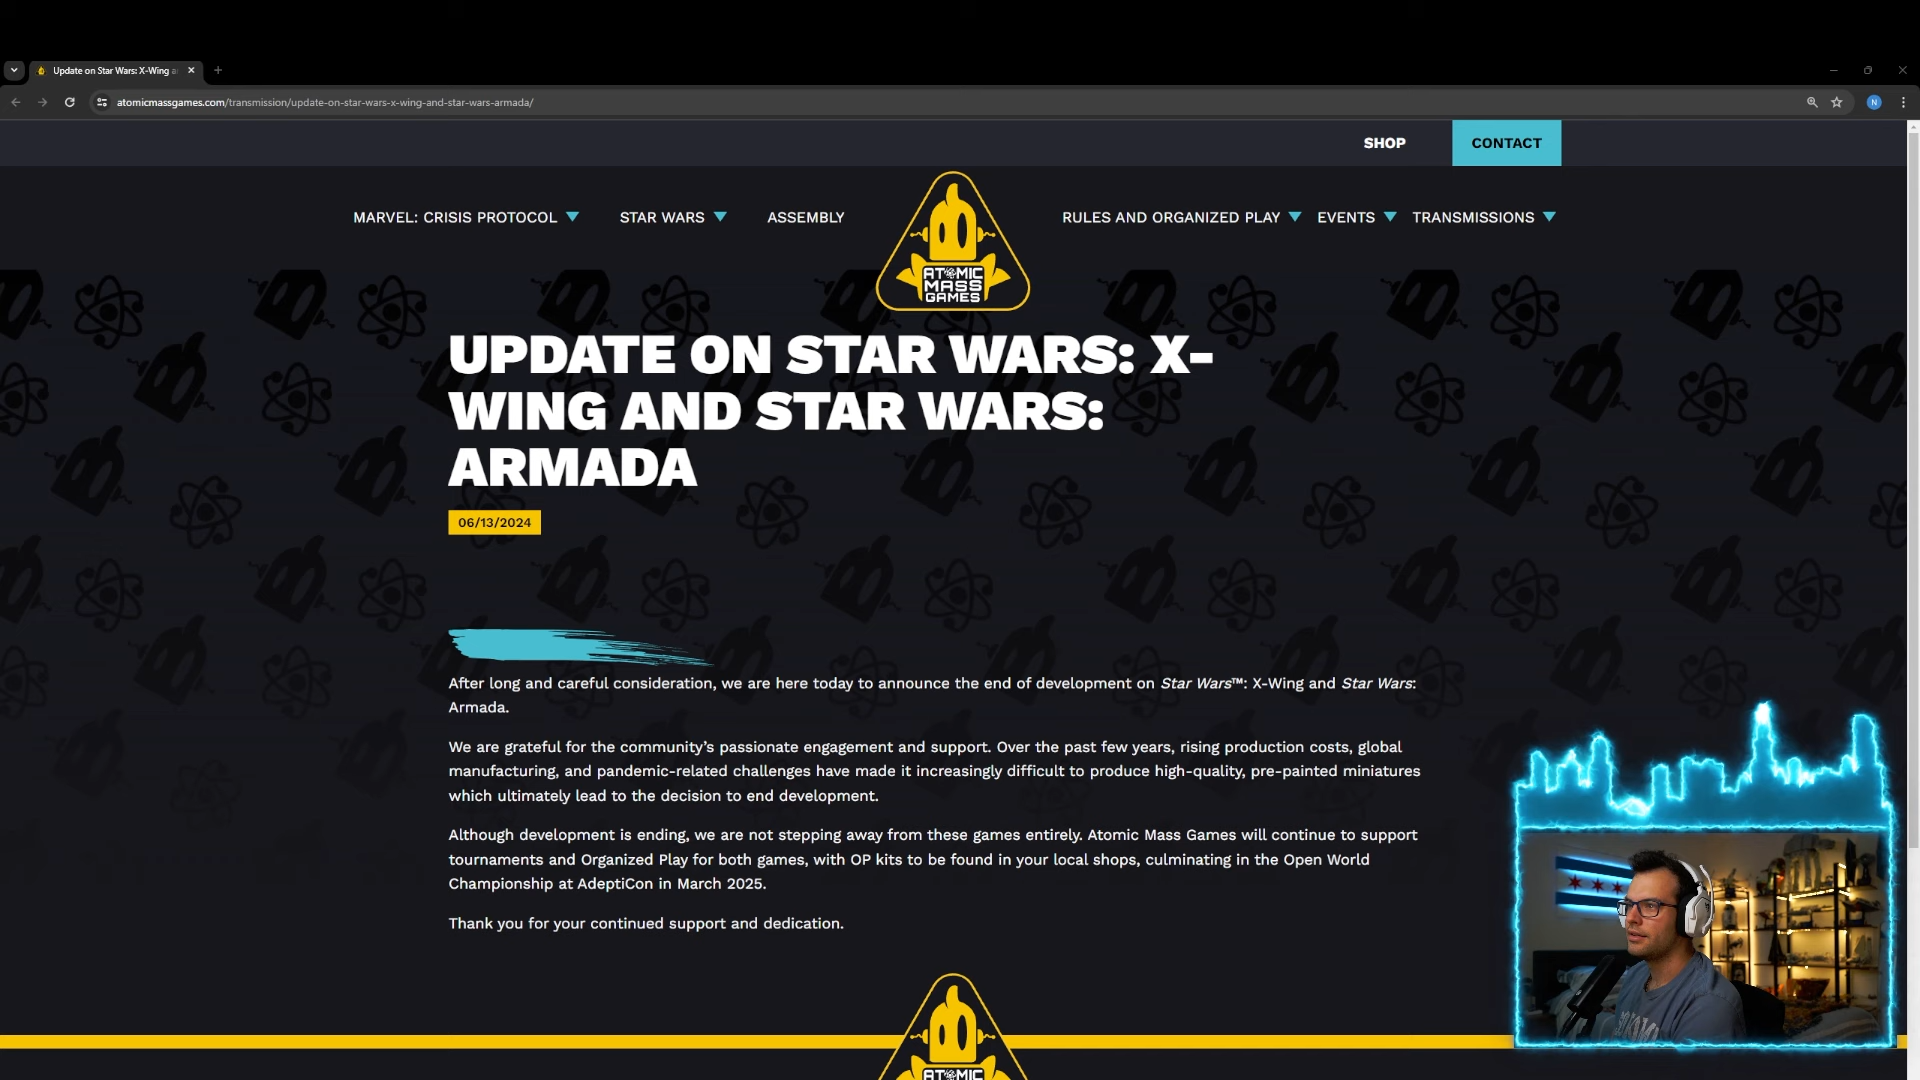 Update on Star Wars: X-Wing a
atomicmassgames.com/transmission/update-on-star-wars-x-wing-and-star-wars-armada/
N
SHOP
CONTACT
MARVEL: CRISIS PROTOCOL
STAR WARS
ASSEMBLY
ATOMIC
MASS
GAMES
RULES AND ORGANIZED PLAY
EVENTS
TRANSMISSIONS
UPDATE ON STAR WARS: X-
WING AND STAR WARS:
ARMADA
06/13/2024
After long and careful consideration, we are here today to announce the end of development on Star Wars™: X-Wing and Star Wars:
Armada.
We are grateful for the community’s passionate engagement and support. Over the past few years, rising production costs, global
manufacturing, and pandemic-related challenges have made it increasingly difficult to produce high-quality, pre-painted miniatures
which ultimately lead to the decision to end development.
Although development is ending, we are not stepping away from these games entirely. Atomic Mass Games will continue to support
tournaments and Organized Play for both games, with OP kits to be found in your local shops, culminating in the Open World
Championship at AdeptiCon in March 2025.
Thank you for your continued support and dedication.
ATOMIC